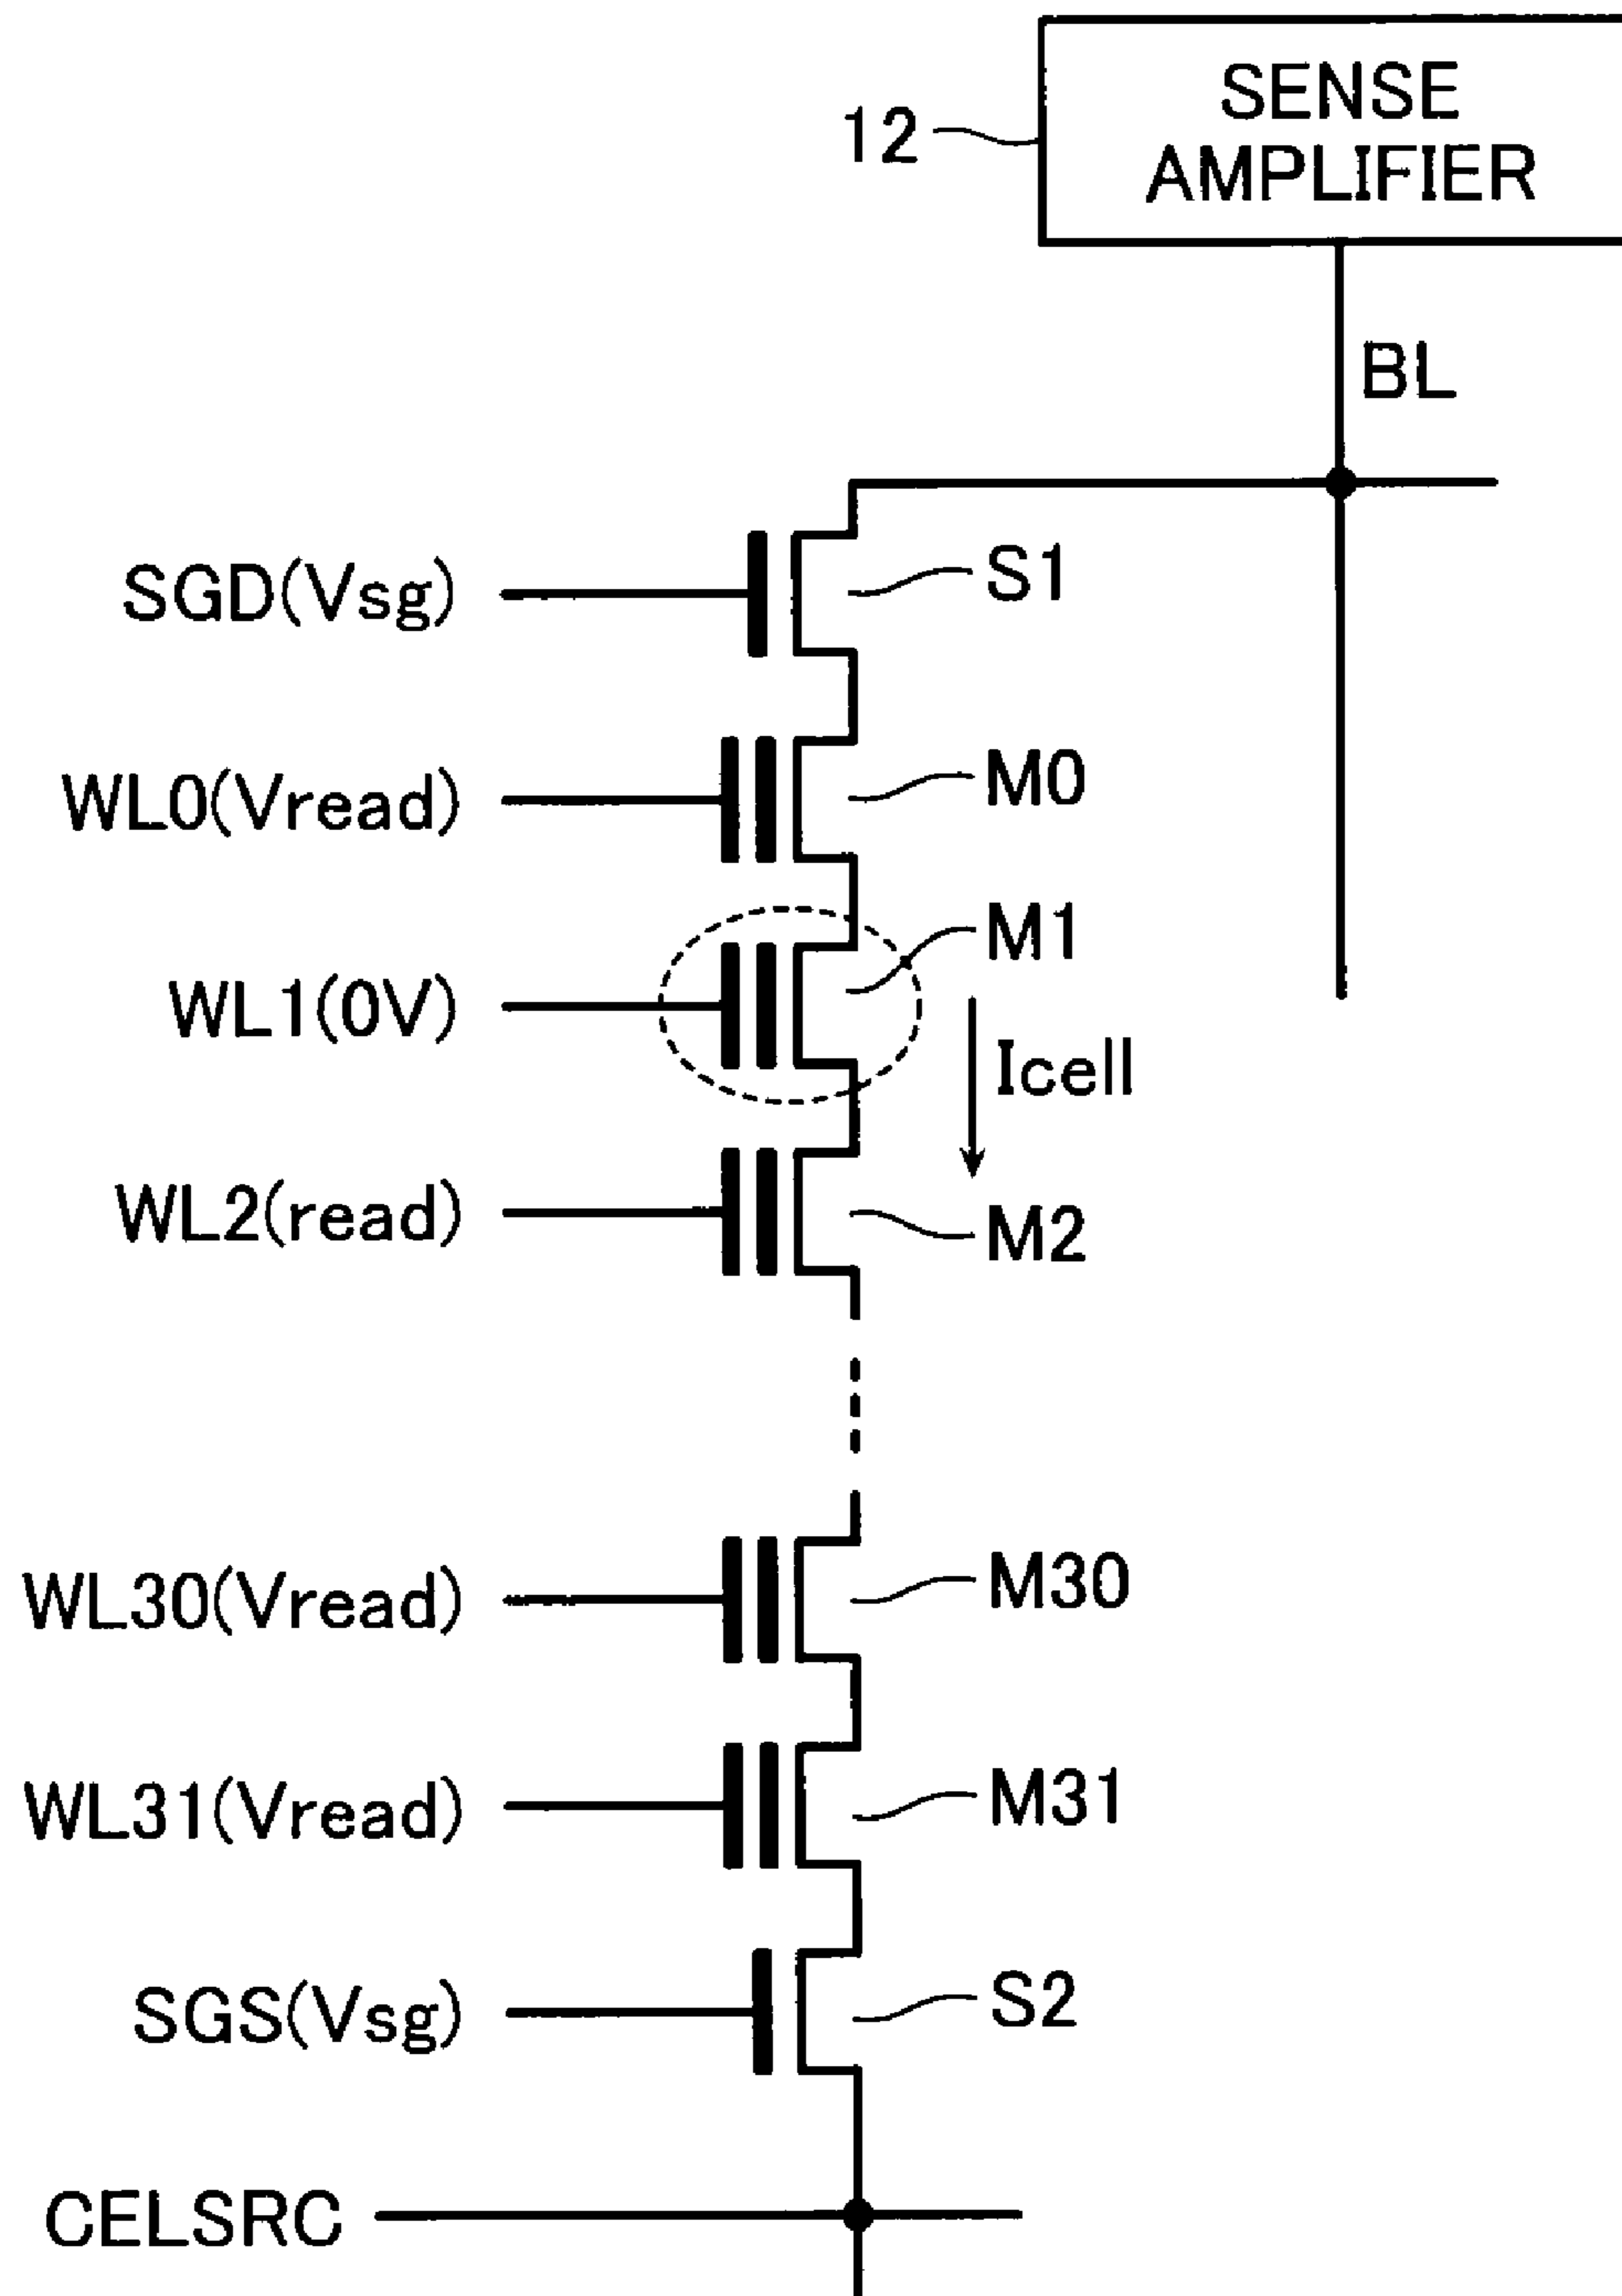 SENSE
AMPLIFIER
12
BL
SGD(Vsg)
S1
WL0(Vread)
M0
M1
WL1(0V)
Icell
WL2(read)
M2
WL30(Vread)
M30
WL31(Vread)
M31
SGS(Vsg)
S2
CELSRC